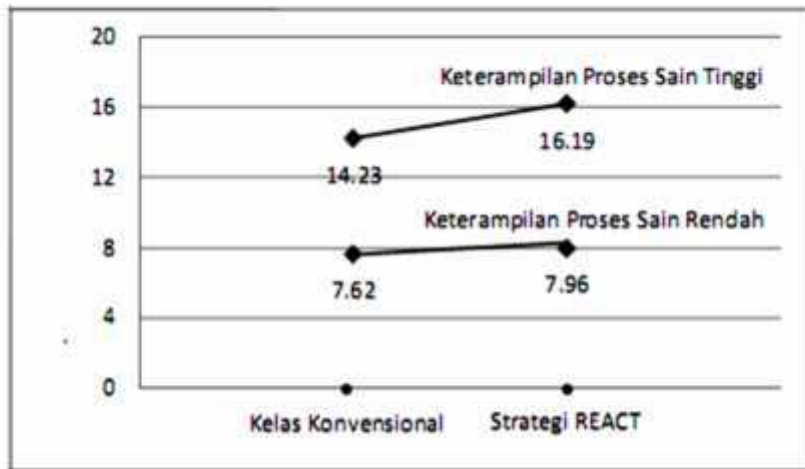 20
Keterampilan Proses Sain Tinggi
16
16.19
14.23
12
Keterampilan Proses Sain Rendah
8
7.62
7.96
4
0
Kelas Konvensional
Strategi REACT